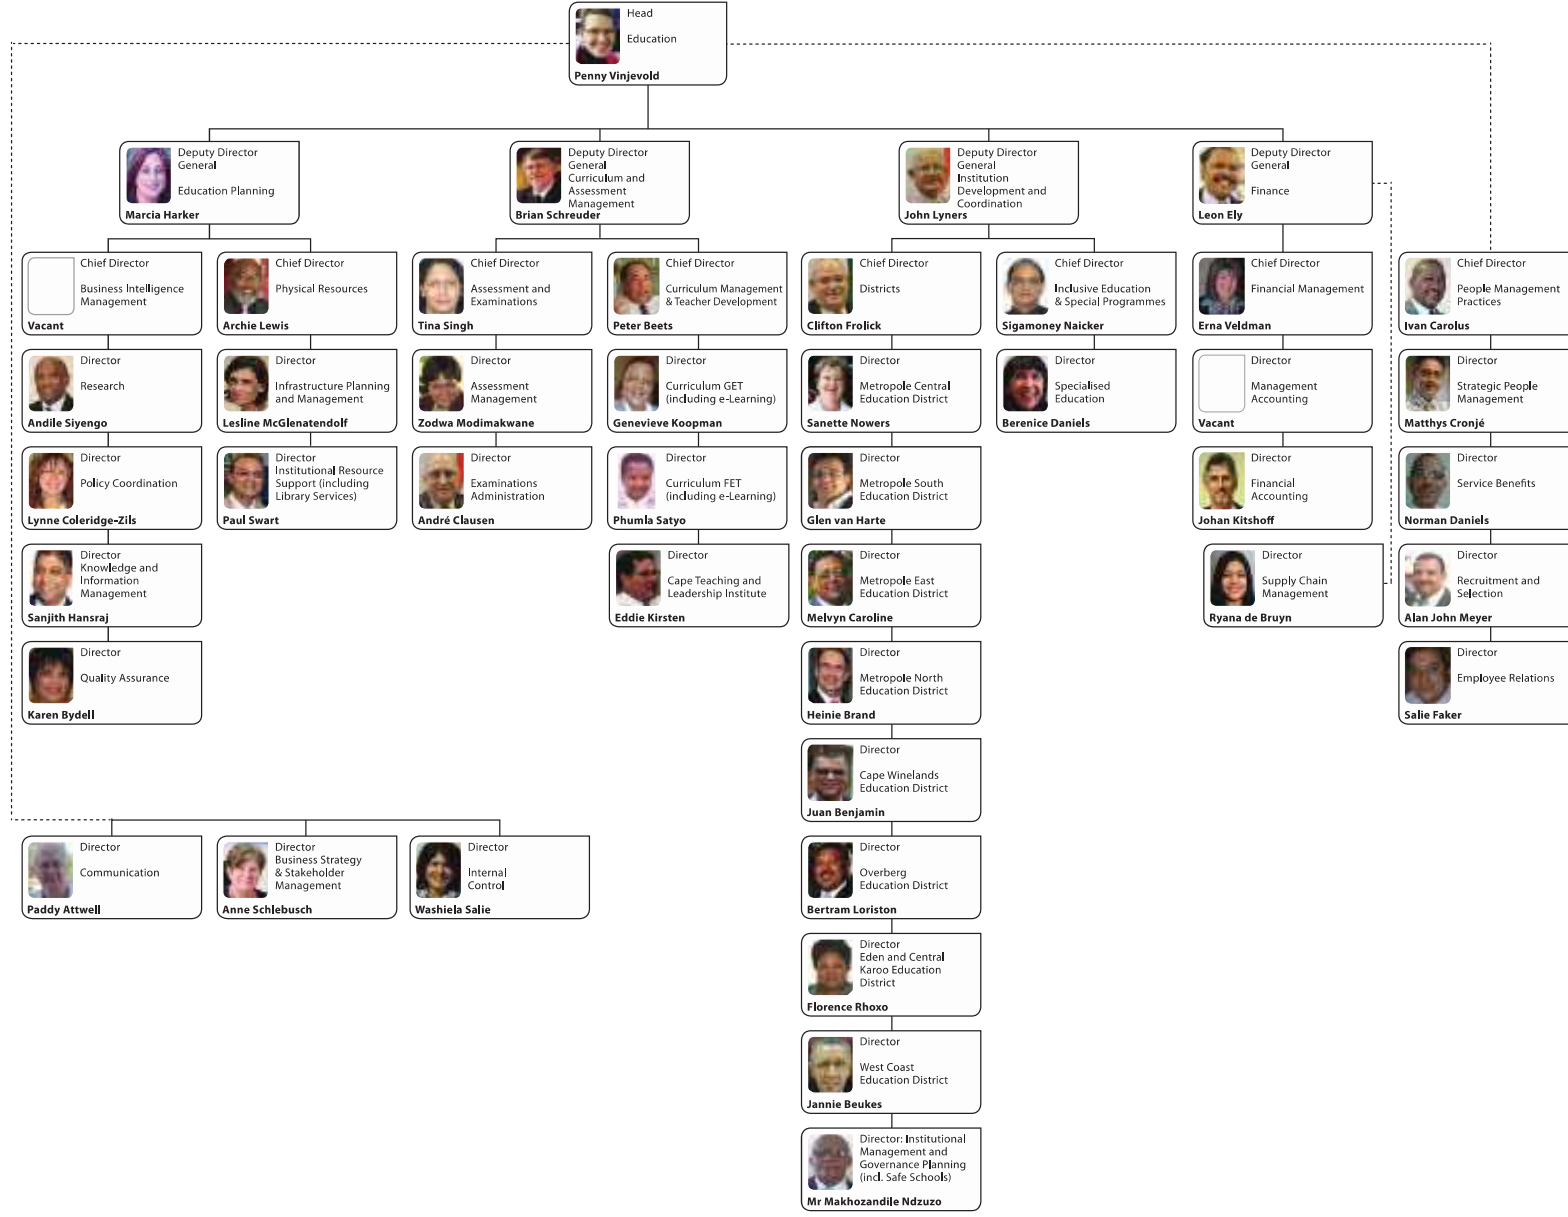 Head
Education
Penny Vinjevold
Deputy Director
General
Education Planning
Marcia Harker
Deputy Director
General
Curriculum and
Assessment
Management
Brian Schreuder
Deputy Director
General
Institution
Development and
Coordination
John Lyners
Deputy Director
General
Finance
Leon Ely
Chief Director
Business Intelligence
Management
Vacant
Chief Director
Physical Resources
Archie Lewis
Chief Director
Assessment and
Examinations
Tina Singh
Chief Director
Curriculum Management
& Teacher Development
Peter Beets
Chief Director
Districts
Clifton Frolick
Chief Director
Inclusive Education
& Special Programmes
Sigamoney Naicker
Chief Director
Financial Management
Erna Veldman
Chief Director
People Management
Practices
Ivan Carolus
Director
Research
Andile Siyengo
Director
Infrastructure Planning
and Management
Lesline McGlenatendolf
Director
Assessment
Management
Zodwa Modimakwane
Director
Curriculum GET
(including e-Learning)
Genevieve Koopman
Director
Metropole Central
Education District
Sanette Nowers
Director
Specialised
Education
Berenice Daniels
Director
Management
Accounting
Vacant
Director
Strategic People
Management
Matthys Cronjé
Director
Policy Coordination
Lynne Coleridge-Zils
Director
Institutional Resource
Support (including
Library Services)
Paul Swart
Director
Examinations
Administration
André Clausen
Director
Curriculum FET
(including e-Learning)
Phumla Satyo
Director
Metropole South
Education District
Glen van Harte
Director
Financial
Accounting
Johan Kitshoff
Director
Service Benefits
Norman Daniels
Director
Knowledge and
Information
Management
Sanjith Hansraj
Director
Cape Teaching and
Leadership Institute
Eddie Kirsten
Director
Metropole East
Education District
Melvyn Caroline
Director
Supply Chain
Management
Ryana de Bruyn
Director
Recruitment and
Selection
Alan John Meyer
Director
Quality Assurance
Karen Bydell
Director
Metropole North
Education District
Heinie Brand
Director
Employee Relations
Salie Faker
Director
Cape Winelands
Education District
Juan Benjamin
Director
Communication
Paddy Attwell
Director
Business Strategy
& Stakeholder
Management
Anne Schlebusch
Director
Internal
Control
Washiela Salie
Director
Overberg
Education District
Bertram Loriston
Director
Eden and Central
Karoo Education
District
Florence Rhoxo
Director
West Coast
Education District
Jannie Beukes
Director: Institutional
Management and
Governance Planning
(incl. Safe Schools)
Mr Makhozandile Ndzuzo